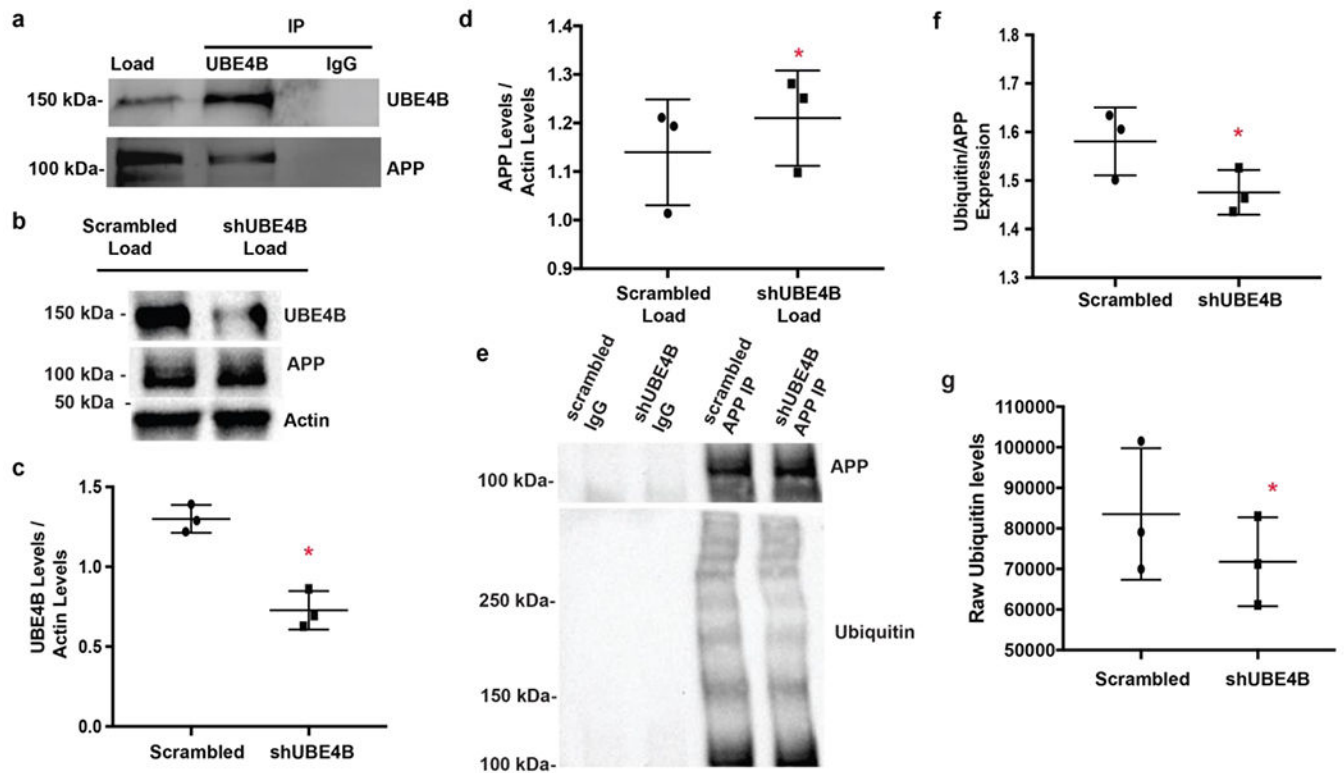 a
IP
Load UBE4B IgG
150 kDa- UBE4B
100 kDa- APP
b
Scrambled Load shUBE4B Load
150 kDa - UBE4B
100 kDa - APP
50 kDa -
Actin
c
UBE4B Levels /
Actin Levels
1.5
*
1.0
0.5
0.0
Scrambled shUBE4B
d
APP Levels /
Actin Levels
1.4
1.3
*
1.2
1.1
1.0
0.9
Scrambled Load shUBE4B Load
e
scrambled IgG
shUBE4B IgG
scrambled APP IP
shUBE4B APP IP
100 kDa- APP
250 kDa-
Ubiquitin
150 kDa-
100 kDa-
f
Ubiquitin/APP
Expression
1.8
1.7
1.6
*
1.5
1.4
1.3
Scrambled shUBE4B
g
Raw Ubiquitin levels
110000
100000
90000
*
80000
70000
60000
50000
Scrambled shUBE4B